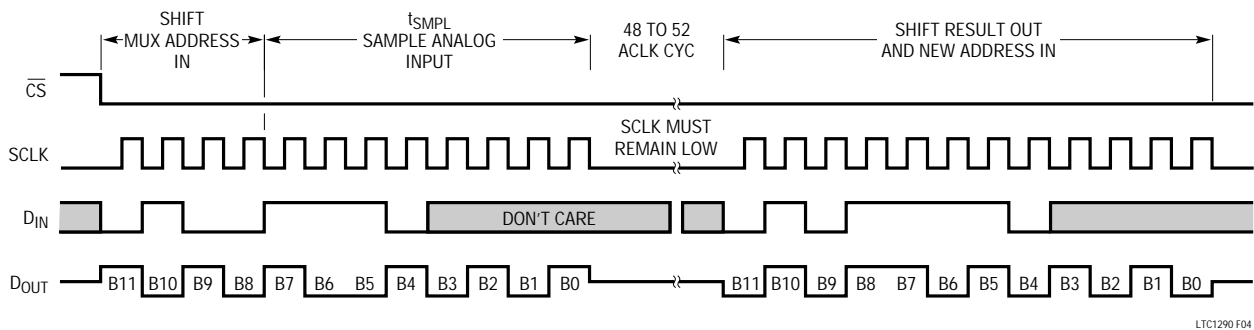 SHIFT
MUX ADDRESS
IN
tSMPL
SAMPLE ANALOG
INPUT
48 TO 52
ACLK CYC
SHIFT RESULT OUT
AND NEW ADDRESS IN
CS
SCLK
SCLK MUST
REMAIN LOW
DIN
DON'T CARE
DOUT
B11 B10 B9 B8 B7 B6 B5 B4 B3 B2 B1 B0
B11 B10 B9 B8 B7 B6 B5 B4 B3 B2 B1 B0
LTC1290 F04